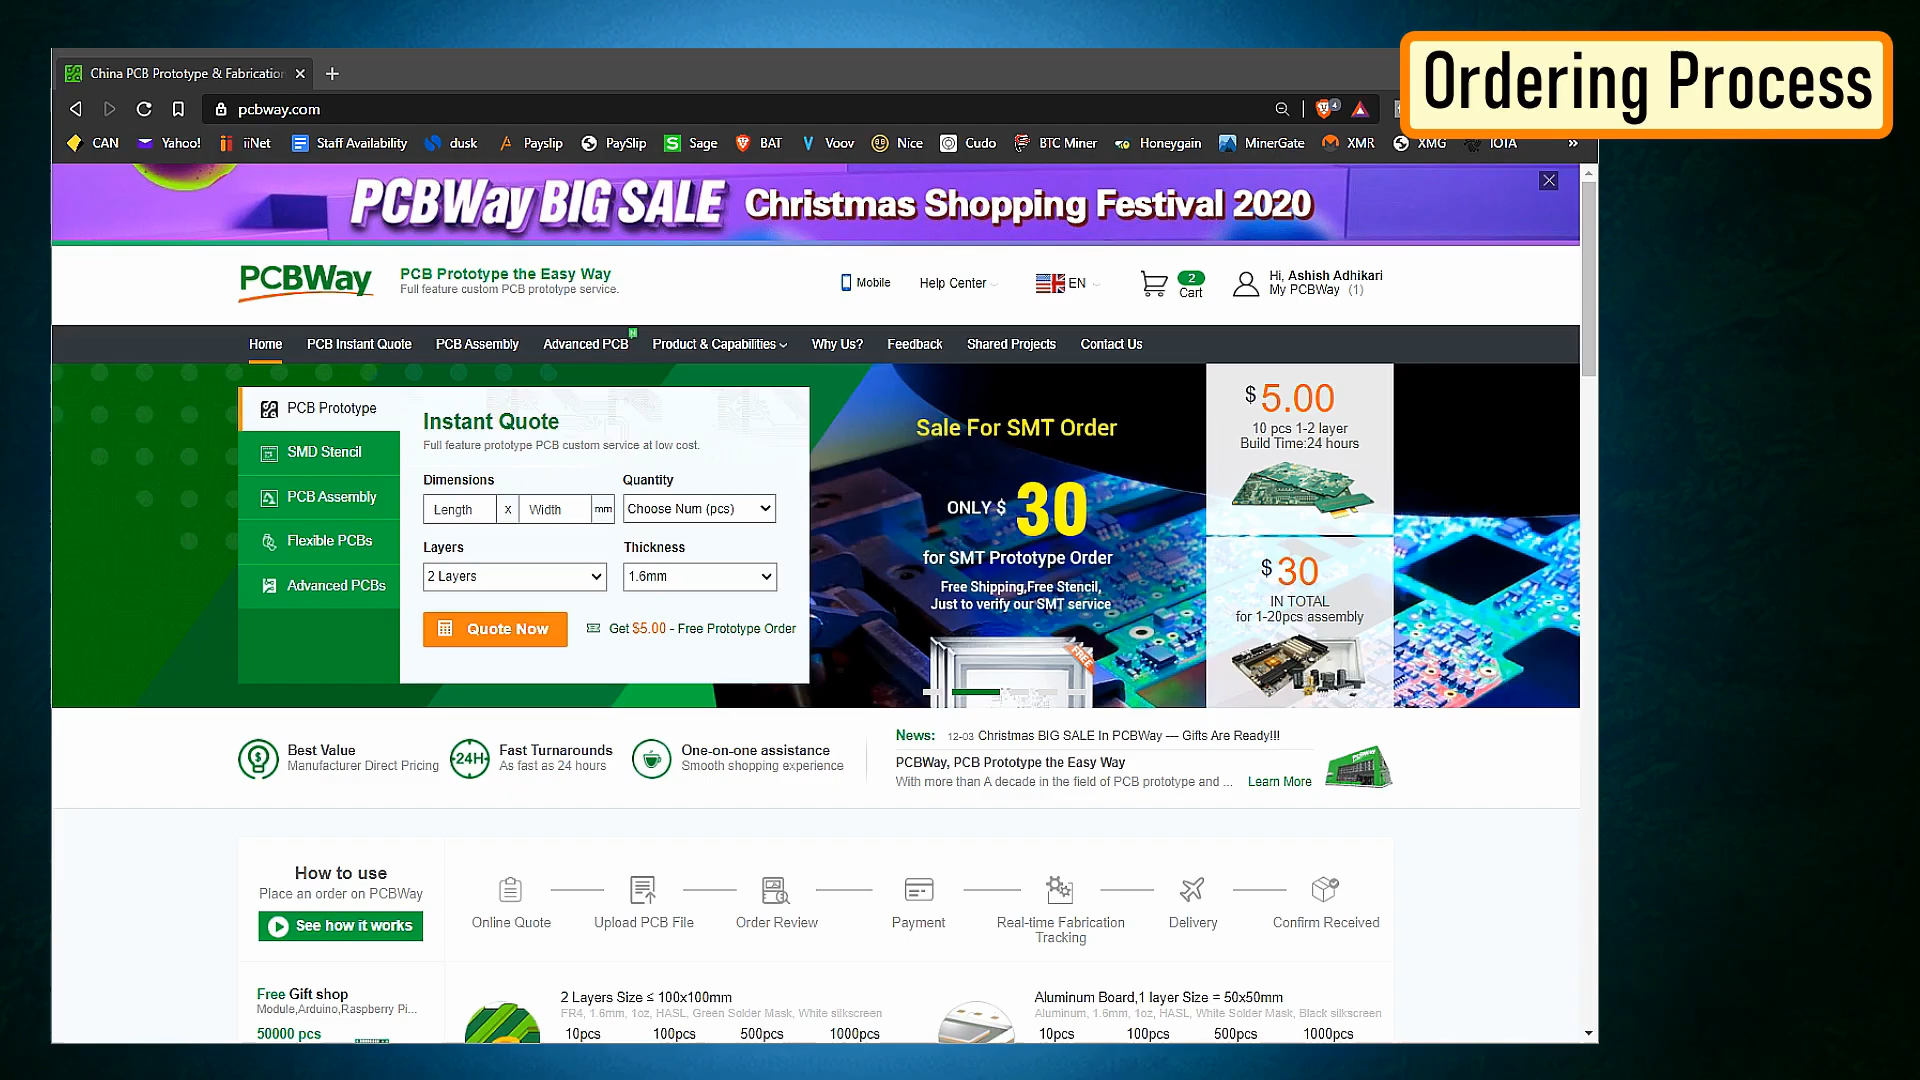 Ordering Process
China PCB Prototype & Fabrication
pcbway.com
4
CAN Yahoo! iiNet Staff Availability dusk Payslip PaySlip Sage BAT Voov Nice Cudo BTC Miner Honeygain MinerGate XMR XMG IOTA »
PCBWay BIG SALE Christmas Shopping Festival 2020
PCBWay
PCB Prototype the Easy Way
Full feature custom PCB prototype service.
Mobile Help Center EN 2 Cart
Hi, Ashish Adhikari
My PCBWay (1)
Home PCB Instant Quote PCB Assembly Advanced PCB N Product & Capabilities Why Us? Feedback Shared Projects Contact Us
PCB Prototype
SMD Stencil
PCB Assembly
Flexible PCBs
Advanced PCBs
Instant Quote
Full feature prototype PCB custom service at low cost.
Dimensions Quantity
Length x Width mm Choose Num (pcs)
Layers Thickness
2 Layers 1.6mm
Quote Now Get $5.00 - Free Prototype Order
Sale For SMT Order
ONLY $ 30
for SMT Prototype Order
Free Shipping,Free Stencil,
Just to verify our SMT service
FREE
$ 5.00
10 pcs 1-2 layer
Build Time:24 hours
$ 30
IN TOTAL
for 1-20pcs assembly
Best Value
Manufacturer Direct Pricing
24H
Fast Turnarounds
As fast as 24 hours
One-on-one assistance
Smooth shopping experience
News: 12-03 Christmas BIG SALE In PCBWay — Gifts Are Ready!!!
PCBWay, PCB Prototype the Easy Way
With more than A decade in the field of PCB prototype and ... Learn More
PCBWay
How to use
Place an order on PCBWay
See how it works
Online Quote Upload PCB File Order Review Payment Real-time Fabrication Tracking Delivery Confirm Received
Free Gift shop
Module,Arduino,Raspberry Pi...
50000 pcs
2 Layers Size ≤ 100x100mm
FR4, 1.6mm, 1oz, HASL, Green Solder Mask, White silkscreen
10pcs 100pcs 500pcs 1000pcs
Aluminum Board,1 layer Size = 50x50mm
Aluminum, 1.6mm, 1oz, HASL, White Solder Mask, Black silkscreen
10pcs 100pcs 500pcs 1000pcs